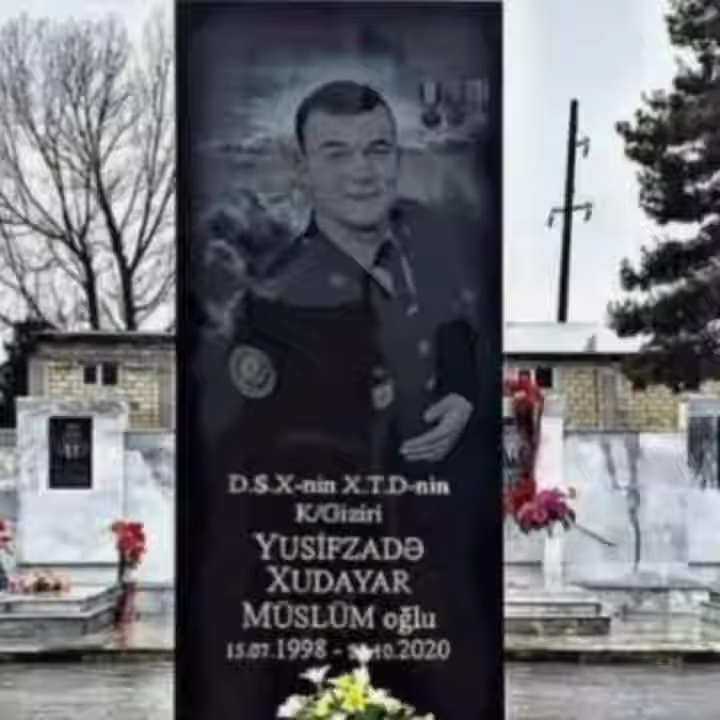 D.S.X-nin X.T.D-nin
K/Giziri
YUSİFZADƏ
XUDAYAR
MÜSLÜM oğlu
15.07.1998 - .10.2020